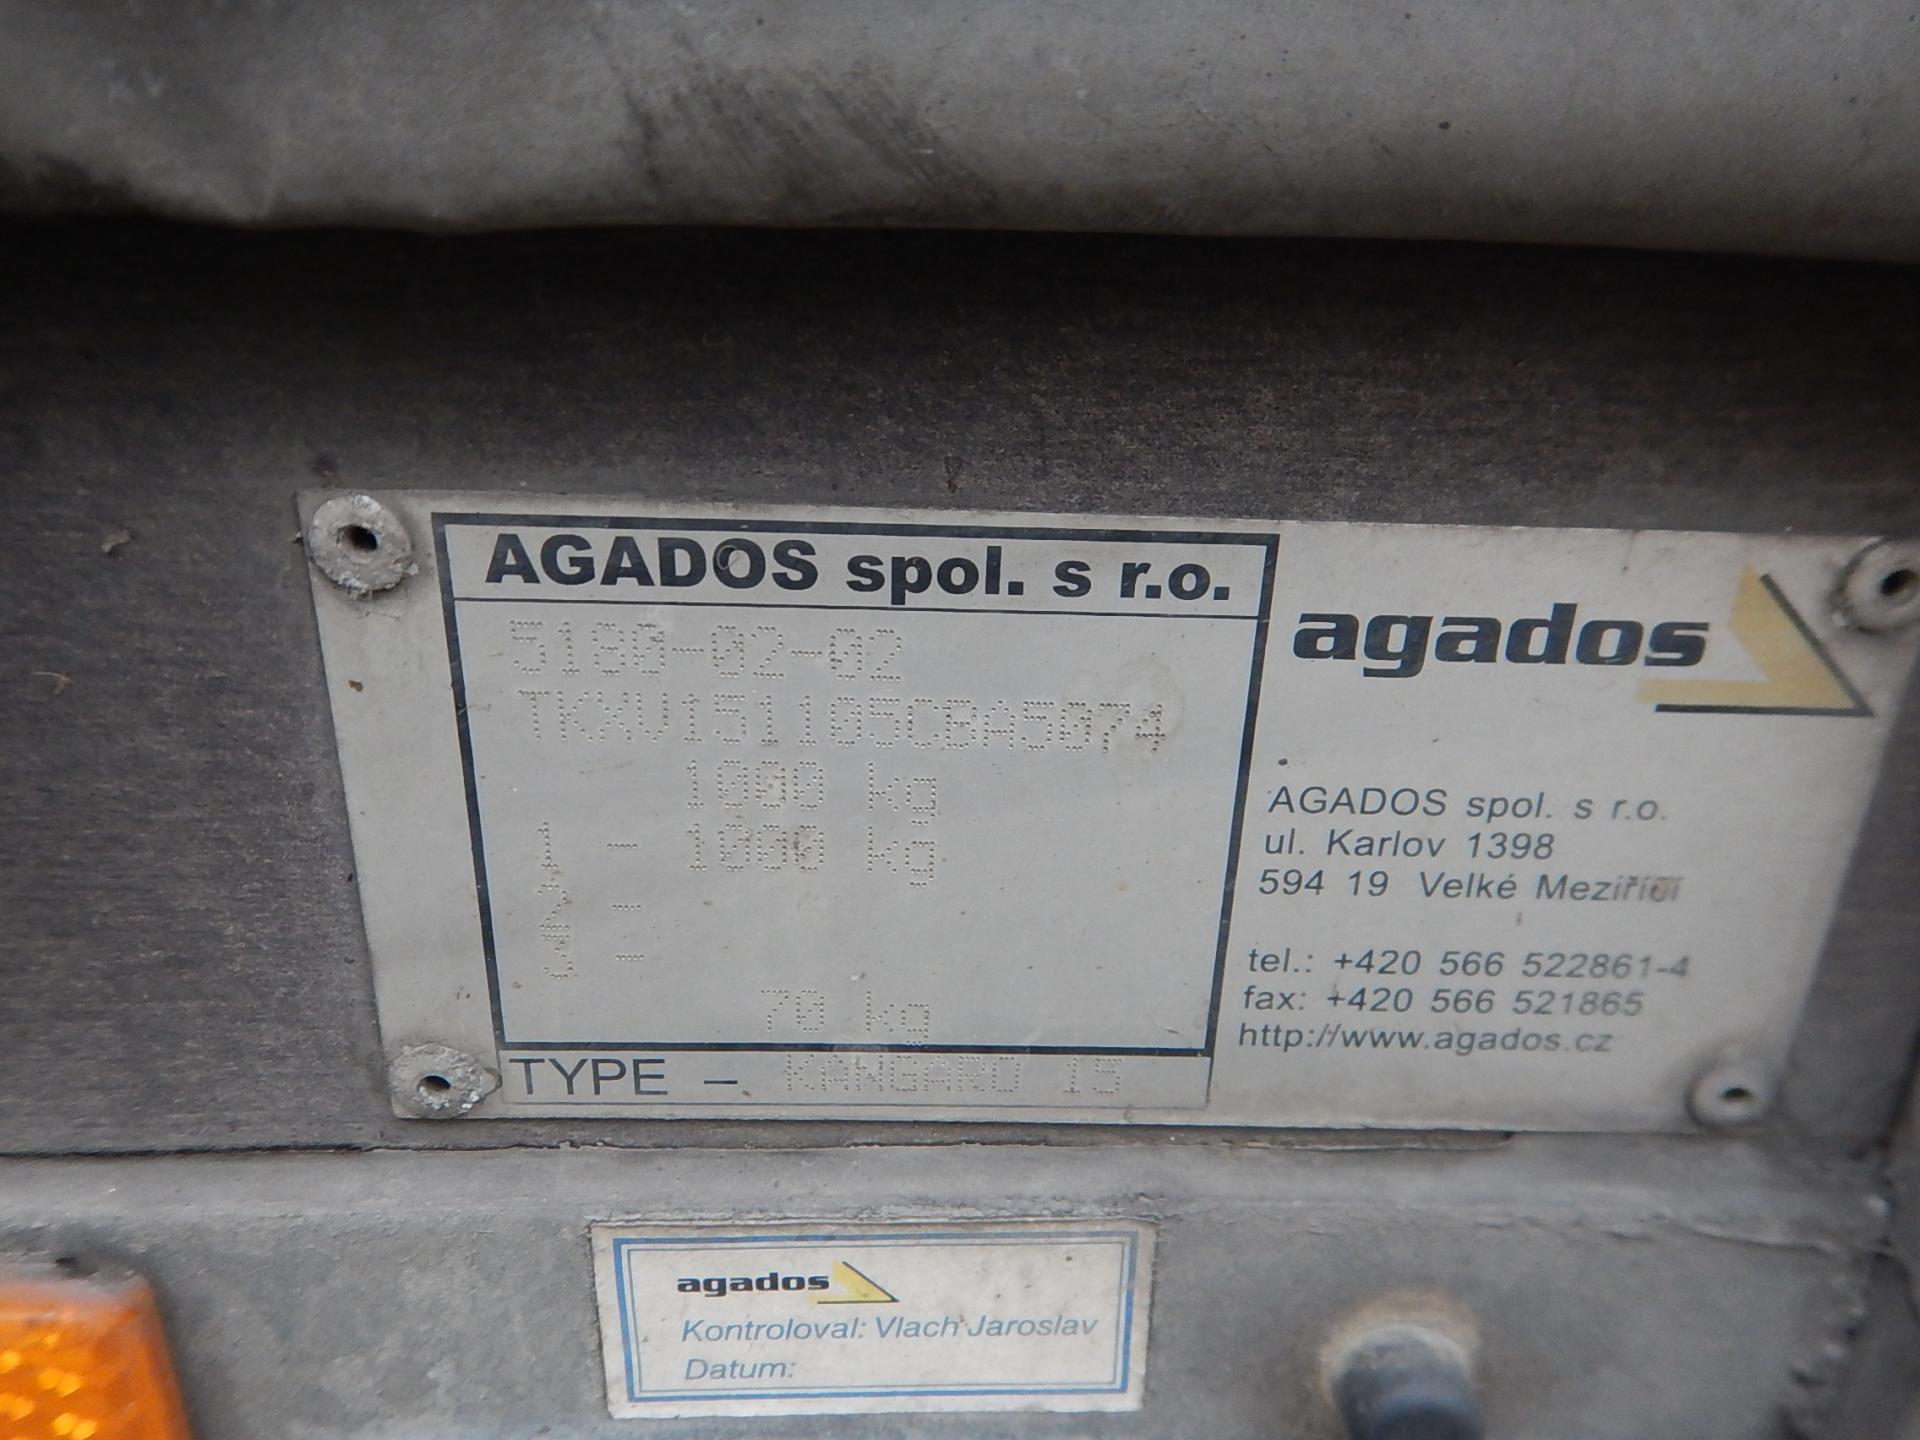 AGADOS spol. s r.o.
5180-02-02
TKXV151105CBA5074
1000 kg
1 - 1000 kg
2 -
3 -
70 kg
TYPE - KANGARO 15
agados
AGADOS spol. s r.o.
ul. Karlov 1398
594 19 Velké Meziříčí
tel.: +420 566 522861-4
fax: +420 566 521865
http://www.agados.cz
agados
Kontroloval: Vlach Jaroslav
Datum: